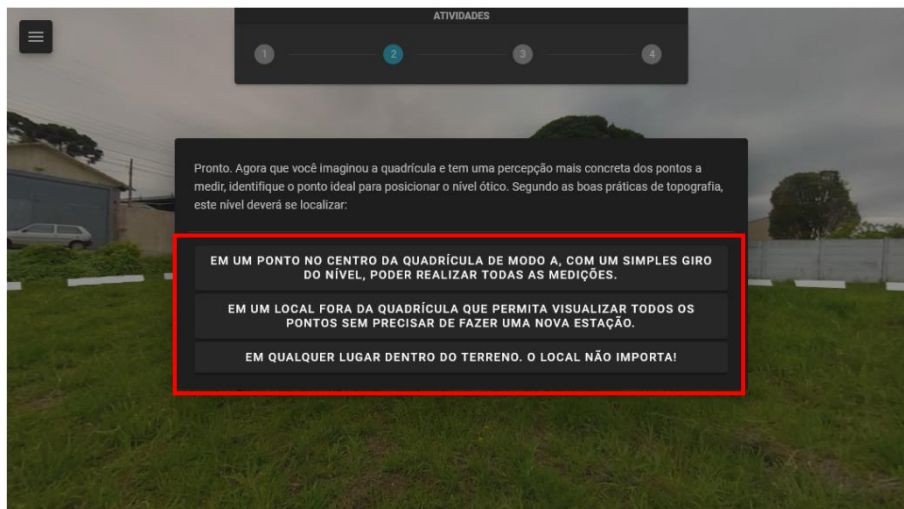 ATIVIDADES
1 2 3 4
Pronto. Agora que você imaginou a quadrícula e tem uma percepção mais concreta dos pontos a
medir, identifique o ponto ideal para posicionar o nível ótico. Segundo as boas práticas de topografia,
este nível deverá se localizar:
EM UM PONTO NO CENTRO DA QUADRÍCULA DE MODO A, COM UM SIMPLES GIRO
DO NÍVEL, PODER REALIZAR TODAS AS MEDIÇÕES.
EM UM LOCAL FORA DA QUADRÍCULA QUE PERMITA VISUALIZAR TODOS OS
PONTOS SEM PRECISAR DE FAZER UMA NOVA ESTAÇÃO.
EM QUALQUER LUGAR DENTRO DO TERRENO. O LOCAL NÃO IMPORTA!